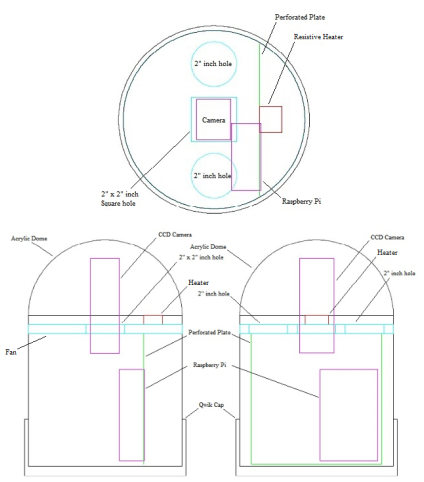 Perforated Plate
Resistive Heater
2" inch hole
Camera
2" inch hole
2" x 2" inch
Square hole
Raspberry Pi
Acrylic Dome
CCD Camera
2" x 2" inch hole
Heater
2" inch hole
Fan
Perforated Plate
Raspberry Pi
Qwik Cap
Acrylic Dome
CCD Camera
Heater
2" inch hole